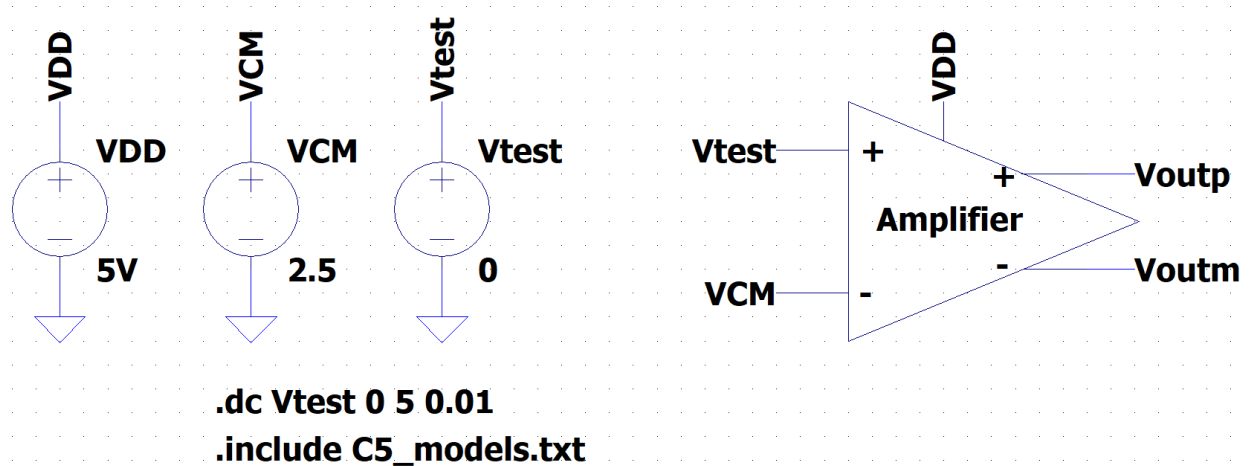 VDD
VCM
Vtest
VDD
VDD
VCM
Vtest
Vtest
+
+
Voutp
Amplifier
5V
2.5
0
VCM
-
-
Voutm
.dc Vtest 0 5 0.01
.include C5_models.txt